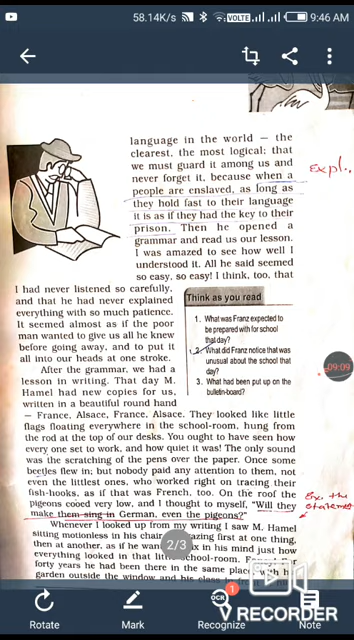 58.14K/s VOLTE 9:46 AM
language in the world — the
clearest, the most logical; that
we must guard it among us and
never forget it, because when a
people are enslaved, as long as
they hold fast to their language
it is as if they had the key to their
prison. Then he opened a
grammar and read us our lesson.
I was amazed to see how well I
understood it. All he said seemed
so easy, so easy! I think, too, that
Expl.
I had never listened so carefully,
and that he had never explained
everything with so much patience.
It seemed almost as if the poor
man wanted to give us all he knew
before going away, and to put it
all into our heads at one stroke.
After the grammar, we had a
lesson in writing. That day M.
Hamel had new copies for us,
written in a beautiful round hand
Think as you read
1. What was Franz expected to
be prepared with for school
that day?
2. What did Franz notice that was
unusual about the school that
day?
3. What had been put up on the
bulletin-board?
09:09
— France, Alsace, France, Alsace. They looked like little
flags floating everywhere in the school-room, hung from
the rod at the top of our desks. You ought to have seen how
every one set to work, and how quiet it was! The only sound
was the scratching of the pens over the paper. Once some
beetles flew in; but nobody paid any attention to them, not
even the littlest ones, who worked right on tracing their
fish-hooks, as if that was French, too. On the roof the
pigeons cooed very low, and I thought to myself, "Will they
make them sing in German, even the pigeons?"
Ex. the
statement
Whenever I looked up from my writing I saw M. Hamel
sitting motionless in his chair and gazing first at one thing,
then at another, as if he wanted to fix in his mind just how
everything looked in that little school-room.
forty years he had been there in the same place, with his
garden outside the window and his class in
2/3
Rotate Mark OCR 1 Recognize Note
RECORDER